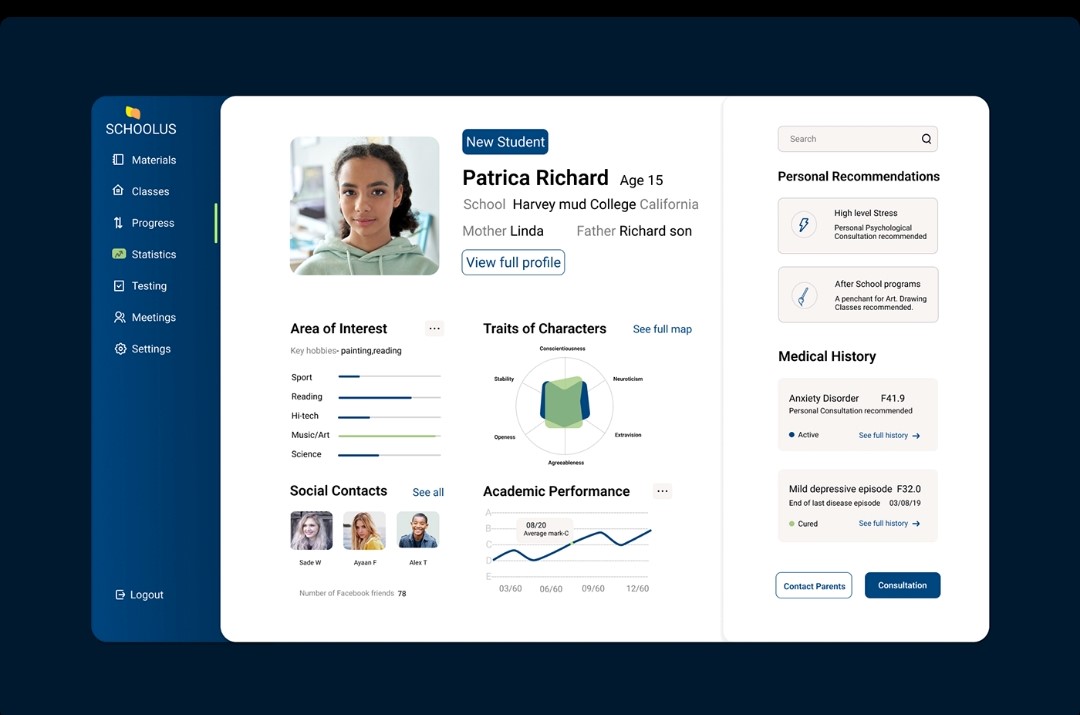 SCHOOLUS
Materials
Classes
Progress
Statistics
Testing
Meetings
Settings
Logout
New Student
Patrica Richard Age 15
School Harvey mud College California
Mother Linda Father Richard son
View full profile
Area of Interest ...
Key hobbies- painting,reading
Sport
Reading
Hi-tech
Music/Art
Science
Traits of Characters See full map
Conscientiousness
Stability Neuroticism
Openess Extravision
Agreeableness
Social Contacts See all
Sade W Ayaan F Alex T
Number of Facebook friends 78
Academic Performance ...
A
B
C
D
E
08/20
Average mark-C
03/60 06/60 09/60 12/60
Search
Personal Recommendations
High level Stress
Personal Psychological
Consultation recommended
After School programs
A penchant for Art. Drawing
Classes recommended.
Medical History
Anxiety Disorder F41.9
Personal Consultation recommended
Active See full history →
Mild depressive episode F32.0
End of last disease episode 03/08/19
Cured See full history →
Contact Parents Consultation